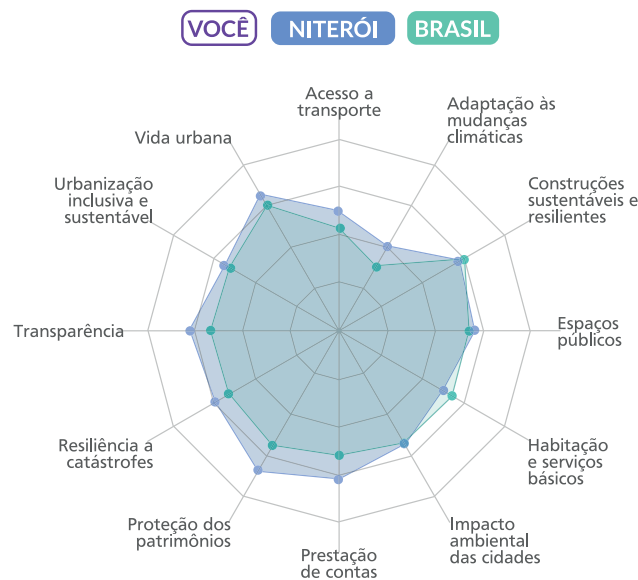 VOCÊ
NITERÓI
BRASIL
Acesso a
transporte
Adaptação às
mudanças
climáticas
Construções
sustentáveis e
resilientes
Espaços
públicos
Habitação
e serviços
básicos
Impacto
ambiental
das cidades
Prestação
de contas
Proteção dos
patrimônios
Resiliência a
catástrofes
Transparência
Urbanização
inclusiva e
sustentável
Vida urbana